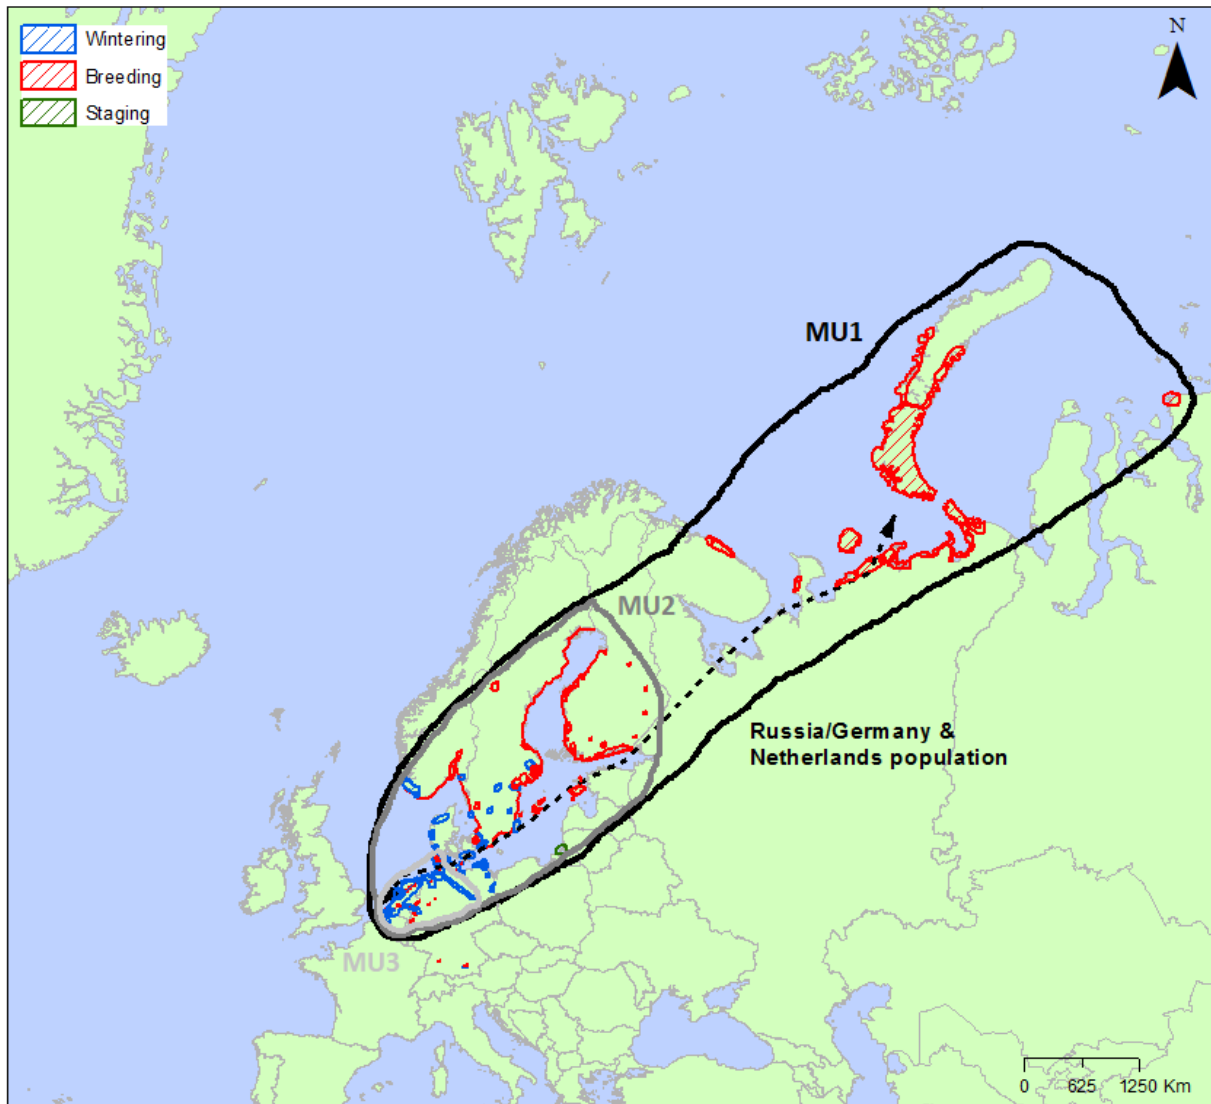 Wintering
Breeding
Staging
N
MU1
MU2
Russia/Germany &
Netherlands population
MU3
0 625 1250 Km